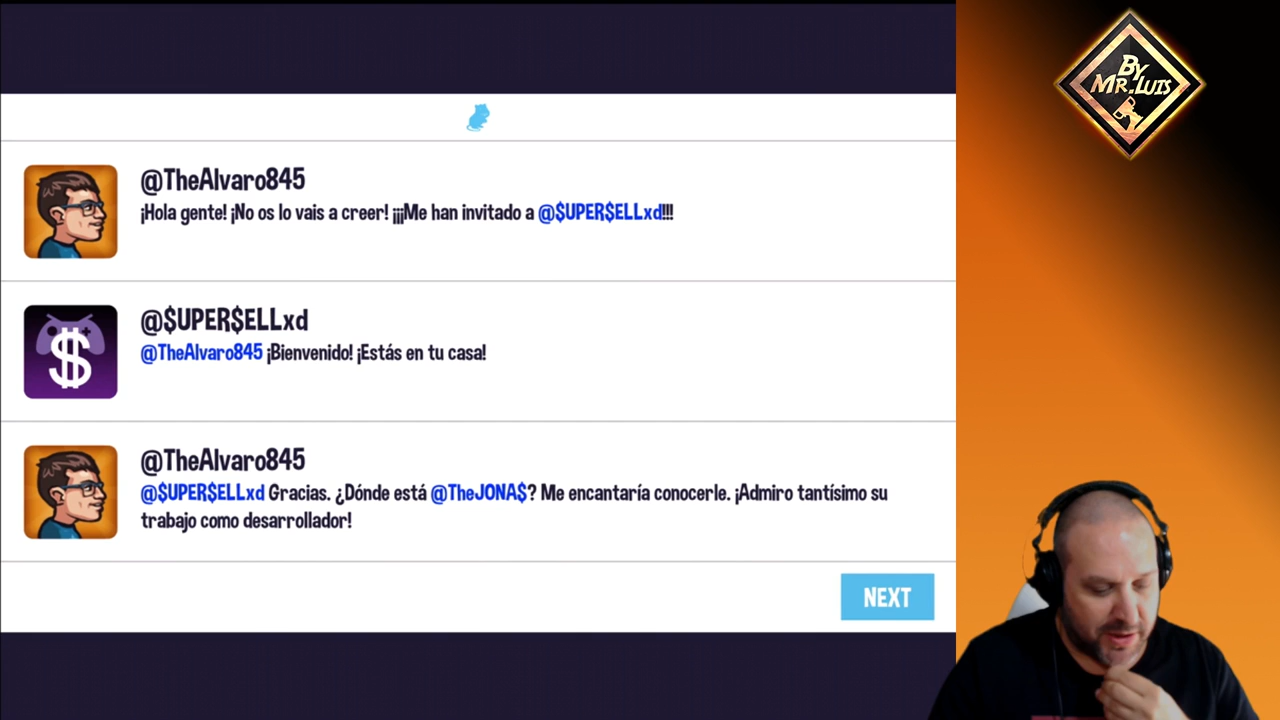 @TheAlvaro845
¡Hola gente! ¡No os lo vais a creer! ¡¡¡Me han invitado a @$UPER$ELLxd!!!
@$UPER$ELLxd
@TheAlvaro845 ¡Bienvenido! ¡Estás en tu casa!
@TheAlvaro845
@$UPER$ELLxd Gracias. ¿Dónde está @TheJONA$? Me encantaría conocerle. ¡Admiro tantísimo su
trabajo como desarrollador!
NEXT
BY
MR.LUIS